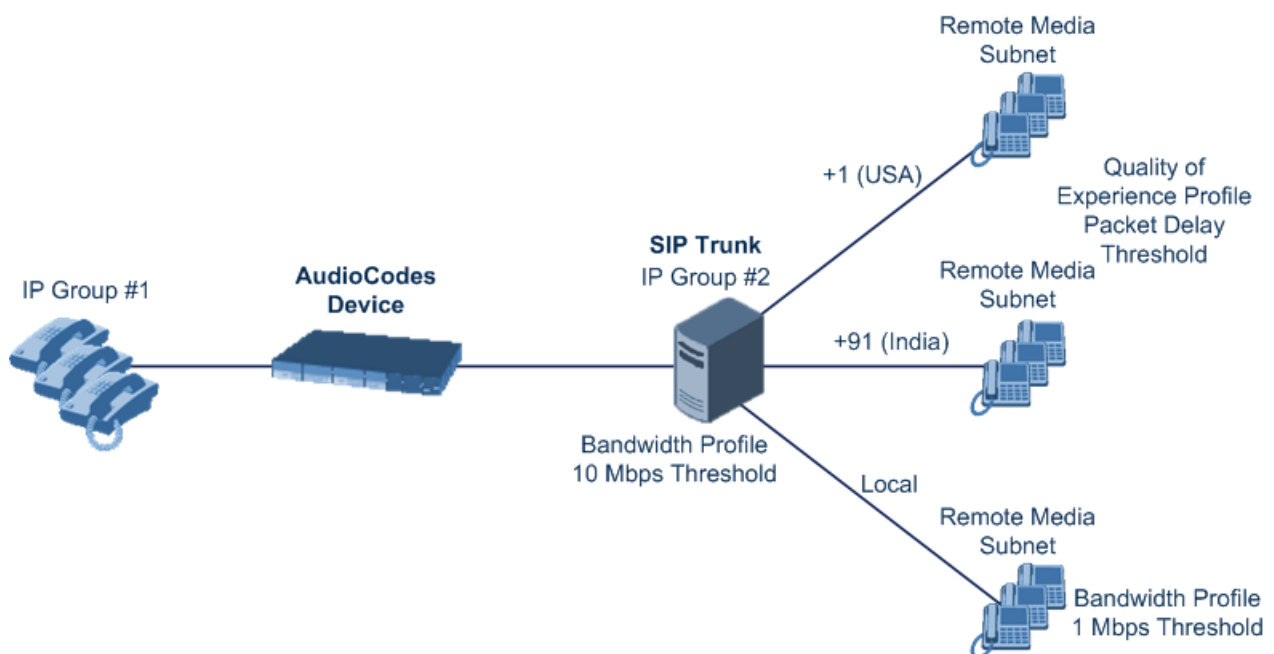 Remote Media
Subnet
+1 (USA)
Quality of
Experience Profile
Packet Delay
Threshold
SIP Trunk
IP Group #2
AudioCodes
Device
IP Group #1
Remote Media
Subnet
+91 (India)
Bandwidth Profile
10 Mbps Threshold
Local
Remote Media
Subnet
Bandwidth Profile
1 Mbps Threshold